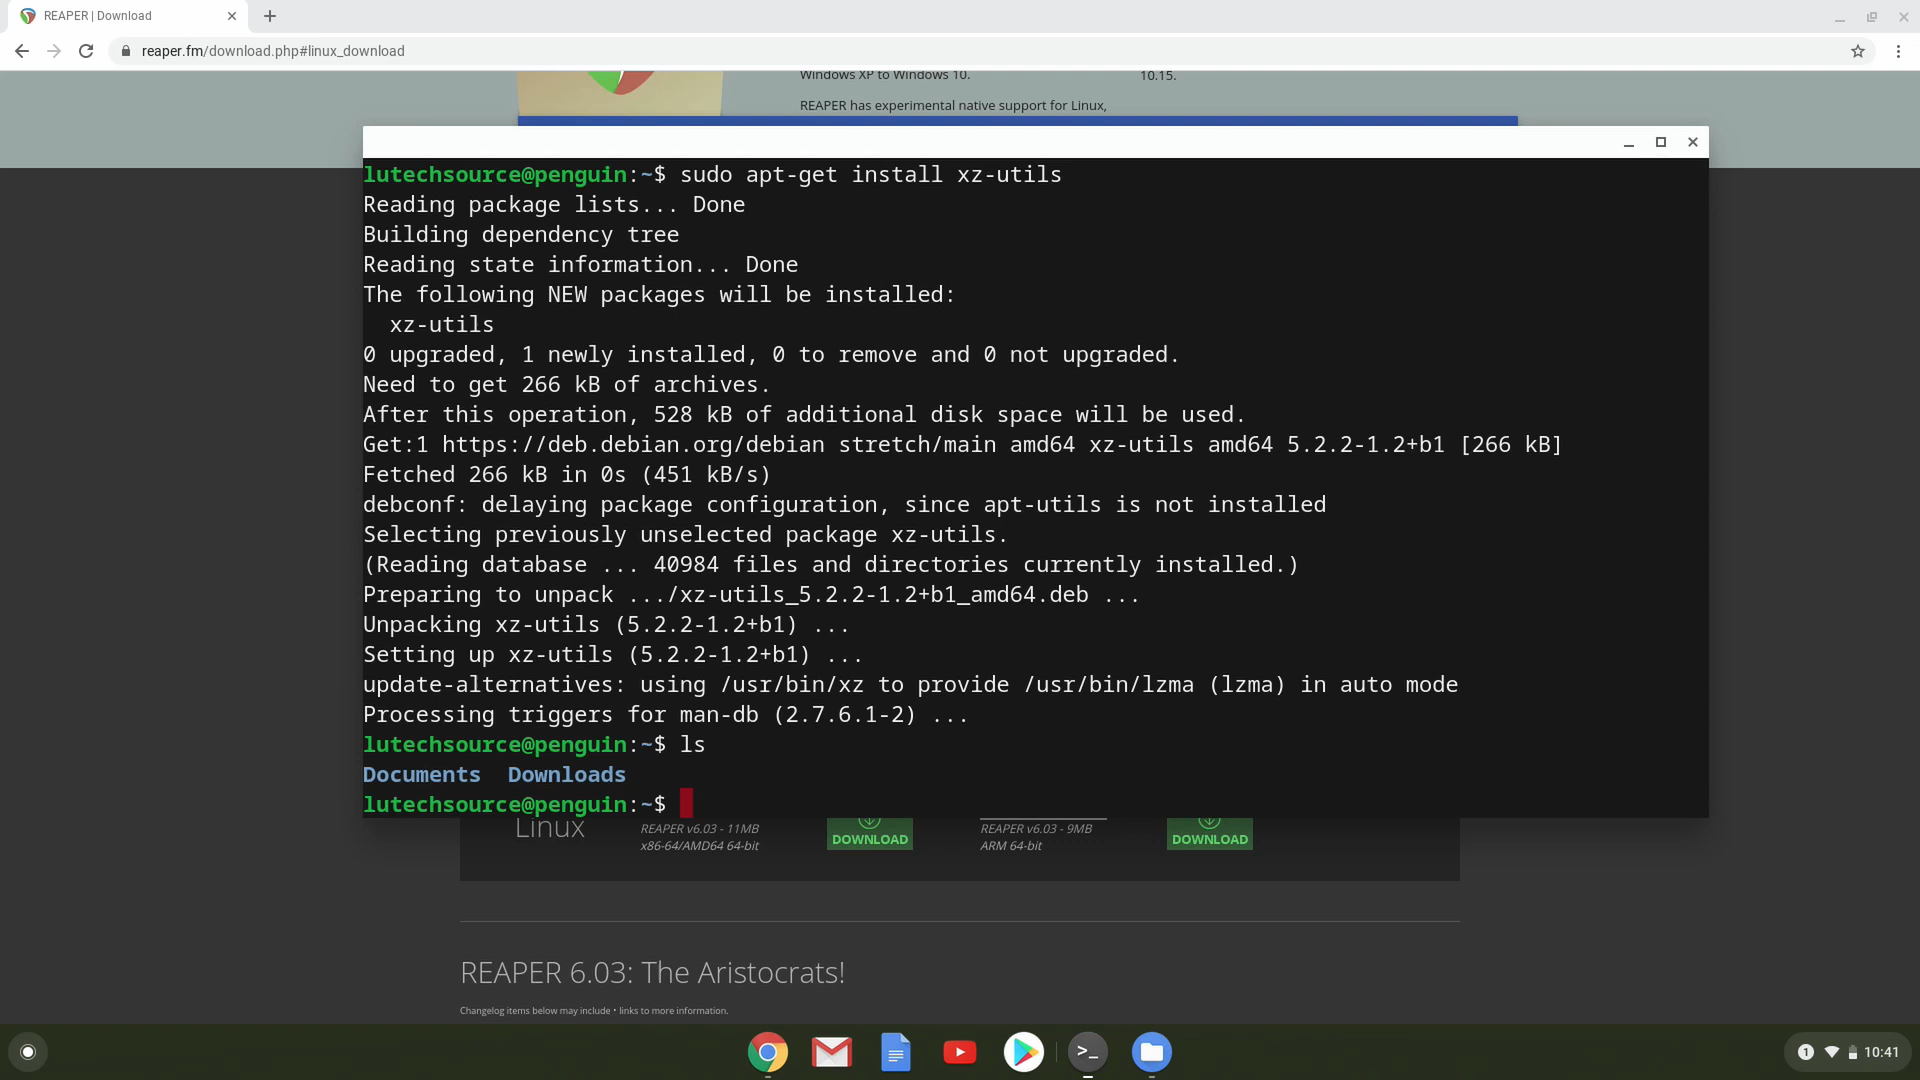 REAPER | Download
reaper.fm/download.php#linux_download
Windows XP to Windows 10.
10.15.
REAPER has experimental native support for Linux,
lutechsource@penguin:~$ sudo apt-get install xz-utils
Reading package lists... Done
Building dependency tree
Reading state information... Done
The following NEW packages will be installed:
  xz-utils
0 upgraded, 1 newly installed, 0 to remove and 0 not upgraded.
Need to get 266 kB of archives.
After this operation, 528 kB of additional disk space will be used.
Get:1 https://deb.debian.org/debian stretch/main amd64 xz-utils amd64 5.2.2-1.2+b1 [266 kB]
Fetched 266 kB in 0s (451 kB/s)
debconf: delaying package configuration, since apt-utils is not installed
Selecting previously unselected package xz-utils.
(Reading database ... 40984 files and directories currently installed.)
Preparing to unpack .../xz-utils_5.2.2-1.2+b1_amd64.deb ...
Unpacking xz-utils (5.2.2-1.2+b1) ...
Setting up xz-utils (5.2.2-1.2+b1) ...
update-alternatives: using /usr/bin/xz to provide /usr/bin/lzma (lzma) in auto mode
Processing triggers for man-db (2.7.6.1-2) ...
lutechsource@penguin:~$ ls
Documents  Downloads
lutechsource@penguin:~$
Linux
REAPER v6.03 - 11MB
x86-64/AMD64 64-bit
DOWNLOAD
REAPER v6.03 - 9MB
ARM 64-bit
DOWNLOAD
REAPER 6.03: The Aristocrats!
Changelog items below may include • links to more information.
>_
1
10:41